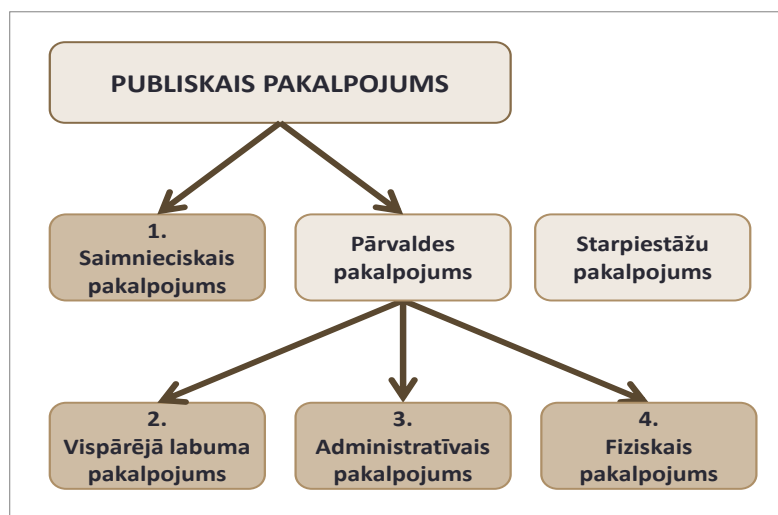 PUBLISKAIS PAKALPOJUMS
1.
Saimnieciskais
pakalpojums
Pārvaldes
pakalpojums
Starpiestāžu
pakalpojums
2.
Vispārējā labuma
pakalpojums
3.
Administratīvais
pakalpojums
4.
Fiziskais
pakalpojums